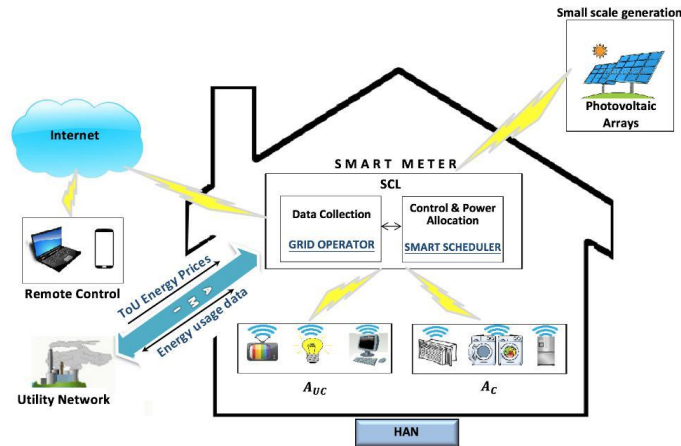 Small scale generation
Photovoltaic
Arrays
Internet
SMART METER
SCL
Data Collection
GRID OPERATOR
Control & Power
Allocation
SMART SCHEDULER
Remote Control
ToU Energy Prices
AMI
Energy usage data
Utility Network
A_UC
A_C
HAN